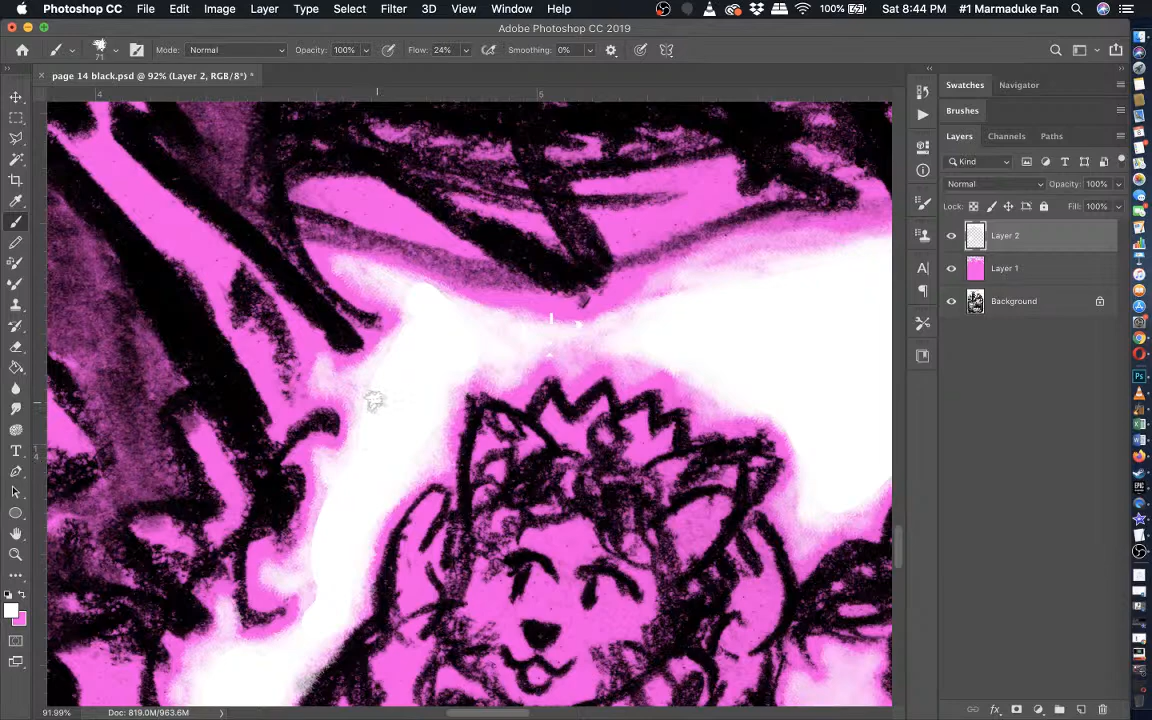 Photoshop CC File Edit Image Layer Type Select Filter 3D View Window Help 100% Sat 8:44 PM #1 Marmaduke Fan
Adobe Photoshop CC 2019
71 Mode: Normal Opacity: 100% Flow: 24% Smoothing: 0%
× page 14 black.psd @ 92% (Layer 2, RGB/8*) *
4 5
Swatches Navigator
Brushes
Layers Channels Paths
Kind
Normal Opacity: 100%
Lock: Fill: 100%
Layer 2
Layer 1
Background
91.99% Doc: 819.0M/963.6M